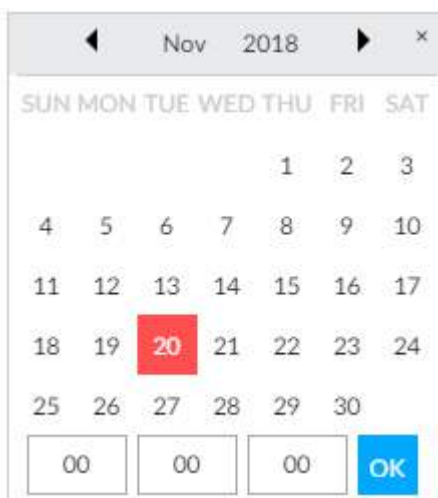 Nov 2018 ×
SUN MON TUE WED THU FRI SAT
1 2 3
4 5 6 7 8 9 10
11 12 13 14 15 16 17
18 19 20 21 22 23 24
25 26 27 28 29 30
00 00 00 OK